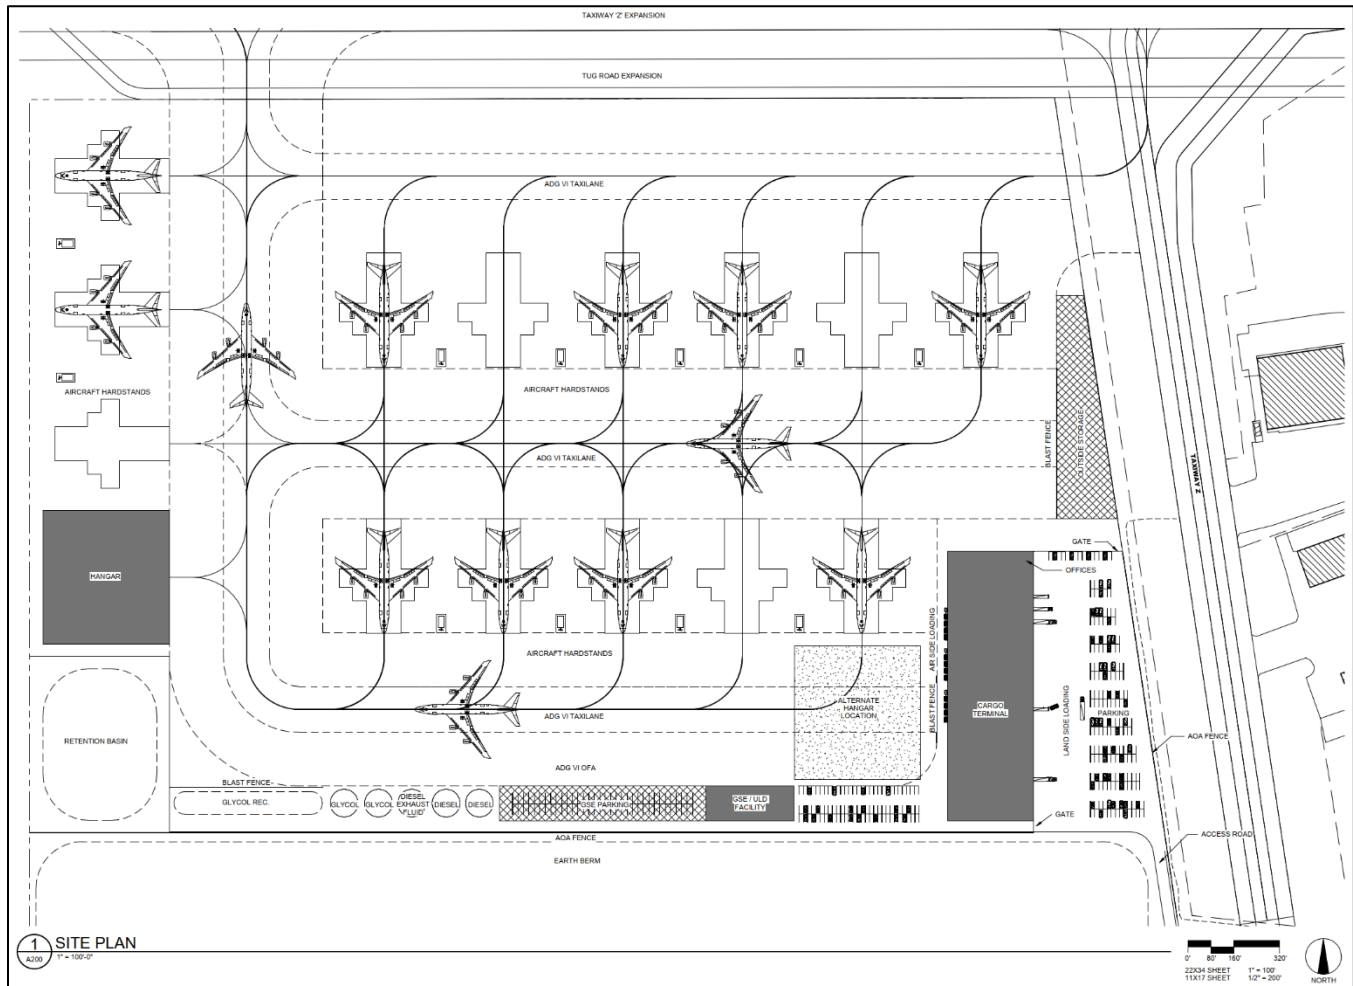 TAXIWAY 'Z' EXPANSION
TUG ROAD EXPANSION
ADG VI TAXILANE
AIRCRAFT HARDSTANDS
AIRCRAFT HARDSTANDS
BLAST FENCE
OUTSIDE STORAGE
ADG VI TAXILANE
TAXIWAY Z
GATE
OFFICES
HANGAR
AIR SIDE LOADING
AIRCRAFT HARDSTANDS
BLAST FENCE
LAND SIDE LOADING
ALTERNATE
HANGAR
LOCATION
CARGO
TERMINAL
PARKING
ADG VI TAXILANE
RETENTION BASIN
AOA FENCE
ADG VI OFA
BLAST FENCE
GLYCOL REC.
GLYCOL
GLYCOL
DIESEL
EXHAUST
FLUID
DIESEL
DIESEL
GSE PARKING
GSE / ULD
FACILITY
GATE
ACCESS ROAD
AOA FENCE
EARTH BERM
1
A200
SITE PLAN
1" = 100'-0"
0' 80' 160' 320'
22X34 SHEET 1" = 100'
11X17 SHEET 1/2" = 200'
NORTH